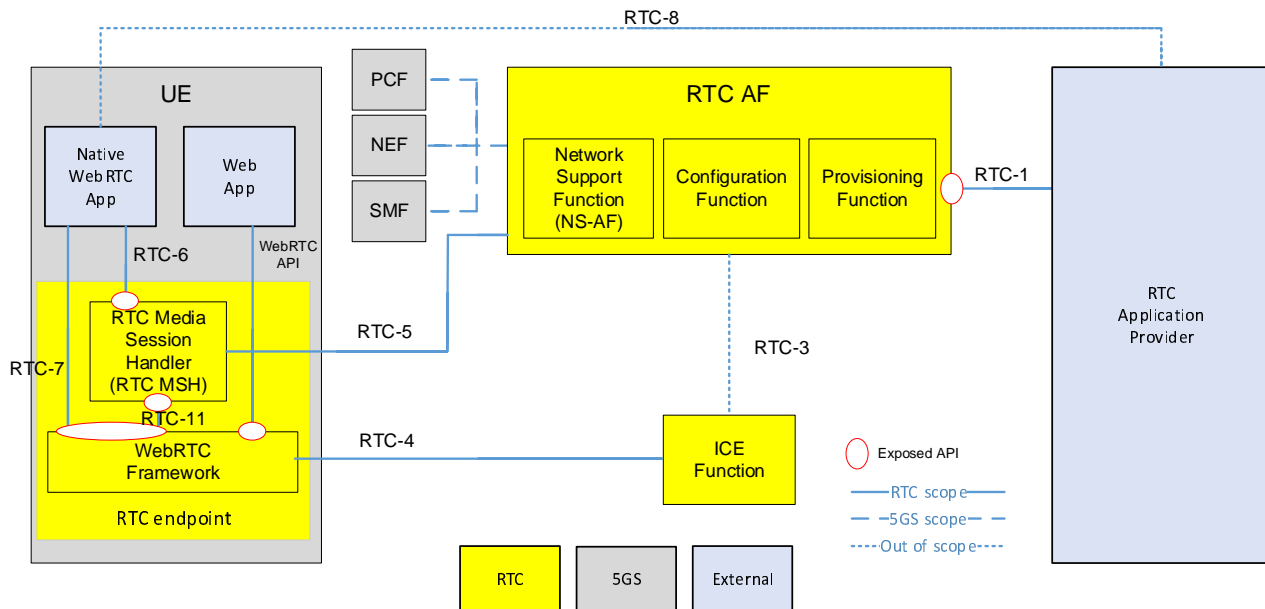 RTC-8
UE
PCF
NEF
SMF
RTC AF
Native
WebRTC
App
Web
App
Network
Support
Function
(NS-AF)
Configuration
Function
Provisioning
Function
RTC-1
RTC
Application
Provider
RTC-6
WebRTC
API
RTC Media
Session
Handler
(RTC MSH)
RTC-5
RTC-3
RTC-7
RTC-11
WebRTC
Framework
RTC-4
ICE
Function
RTC endpoint
Exposed API
RTC scope
5GS scope
Out of scope
RTC
5GS
External